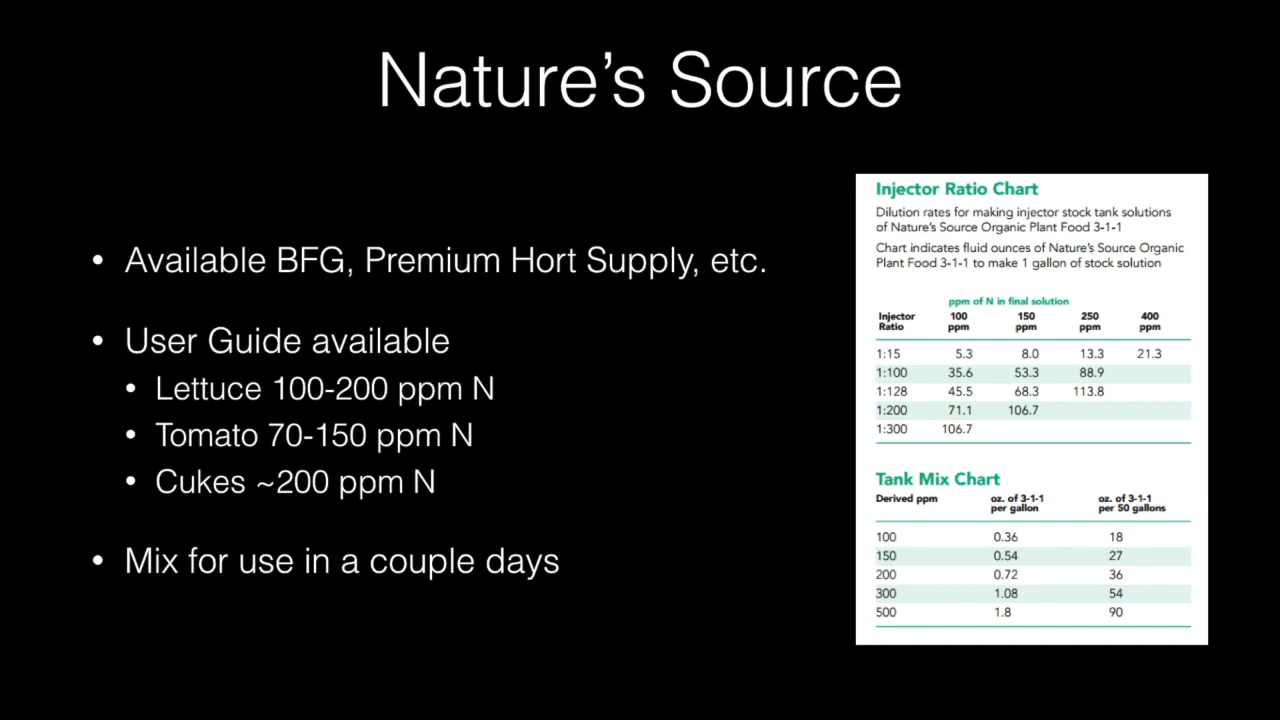 Nature’s Source
• Available BFG, Premium Hort Supply, etc.
• User Guide available
• Lettuce 100-200 ppm N
• Tomato 70-150 ppm N
• Cukes ~200 ppm N
• Mix for use in a couple days
Injector Ratio Chart
Dilution rates for making injector stock tank solutions
of Nature’s Source Organic Plant Food 3-1-1
Chart indicates fluid ounces of Nature’s Source Organic
Plant Food 3-1-1 to make 1 gallon of stock solution
ppm of N in final solution
Injector 100 150 250 400
Ratio ppm ppm ppm ppm
1:15 5.3 8.0 13.3 21.3
1:100 35.6 53.3 88.9
1:128 45.5 68.3 113.8
1:200 71.1 106.7
1:300 106.7
Tank Mix Chart
Derived ppm oz. of 3-1-1 oz. of 3-1-1
per gallon per 50 gallons
100 0.36 18
150 0.54 27
200 0.72 36
300 1.08 54
500 1.8 90